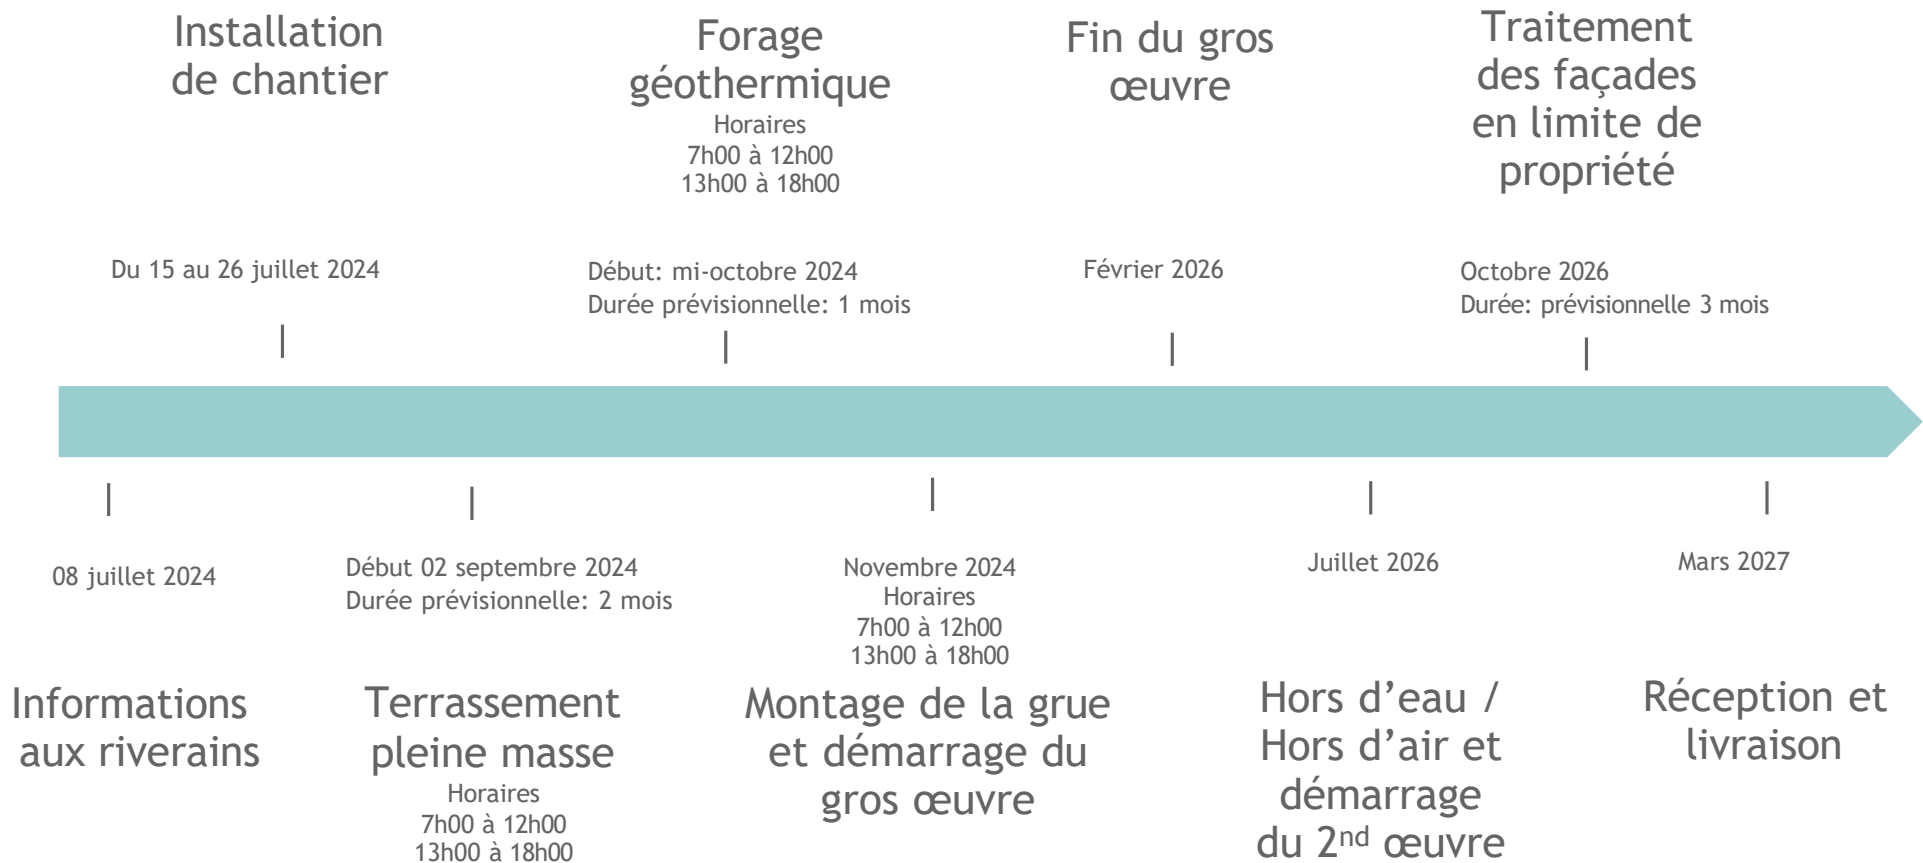 Installation
de chantier
Du 15 au 26 juillet 2024
Forage
géothermique
Horaires
7h00 à 12h00
13h00 à 18h00
Début: mi-octobre 2024
Durée prévisionnelle: 1 mois
Fin du gros
œuvre
Février 2026
Traitement
des façades
en limite de
propriété
Octobre 2026
Durée: prévisionnelle 3 mois
08 juillet 2024
Informations
aux riverains
Début 02 septembre 2024
Durée prévisionnelle: 2 mois
Terrassement
pleine masse
Horaires
7h00 à 12h00
13h00 à 18h00
Novembre 2024
Horaires
7h00 à 12h00
13h00 à 18h00
Montage de la grue
et démarrage du
gros œuvre
Juillet 2026
Hors d’eau /
Hors d’air et
démarrage
du 2nd œuvre
Mars 2027
Réception et
livraison